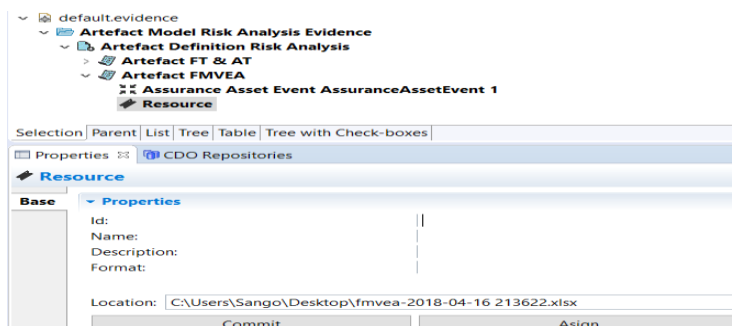 default.evidence
Artefact Model Risk Analysis Evidence
Artefact Definition Risk Analysis
Artefact FT & AT
Artefact FMVEA
Assurance Asset Event AssuranceAssetEvent 1
Resource
Selection Parent List Tree Table Tree with Check-boxes
Properties CDO Repositories
Resource
Base Properties
Id:
Name:
Description:
Format:
Location: C:\Users\Sango\Desktop\fmvea-2018-04-16 213622.xlsx
Commit Asign